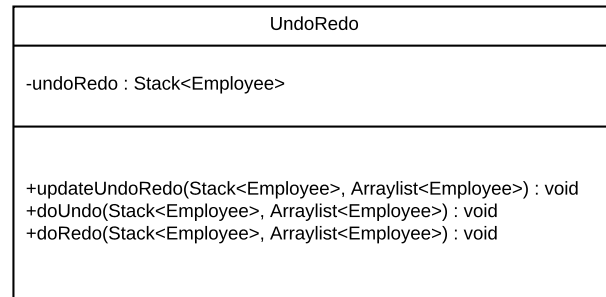 UndoRedo
-undoRedo : Stack<Employee>
+updateUndoRedo(Stack<Employee>, Arraylist<Employee>) : void
+doUndo(Stack<Employee>, Arraylist<Employee>) : void
+doRedo(Stack<Employee>, Arraylist<Employee>) : void